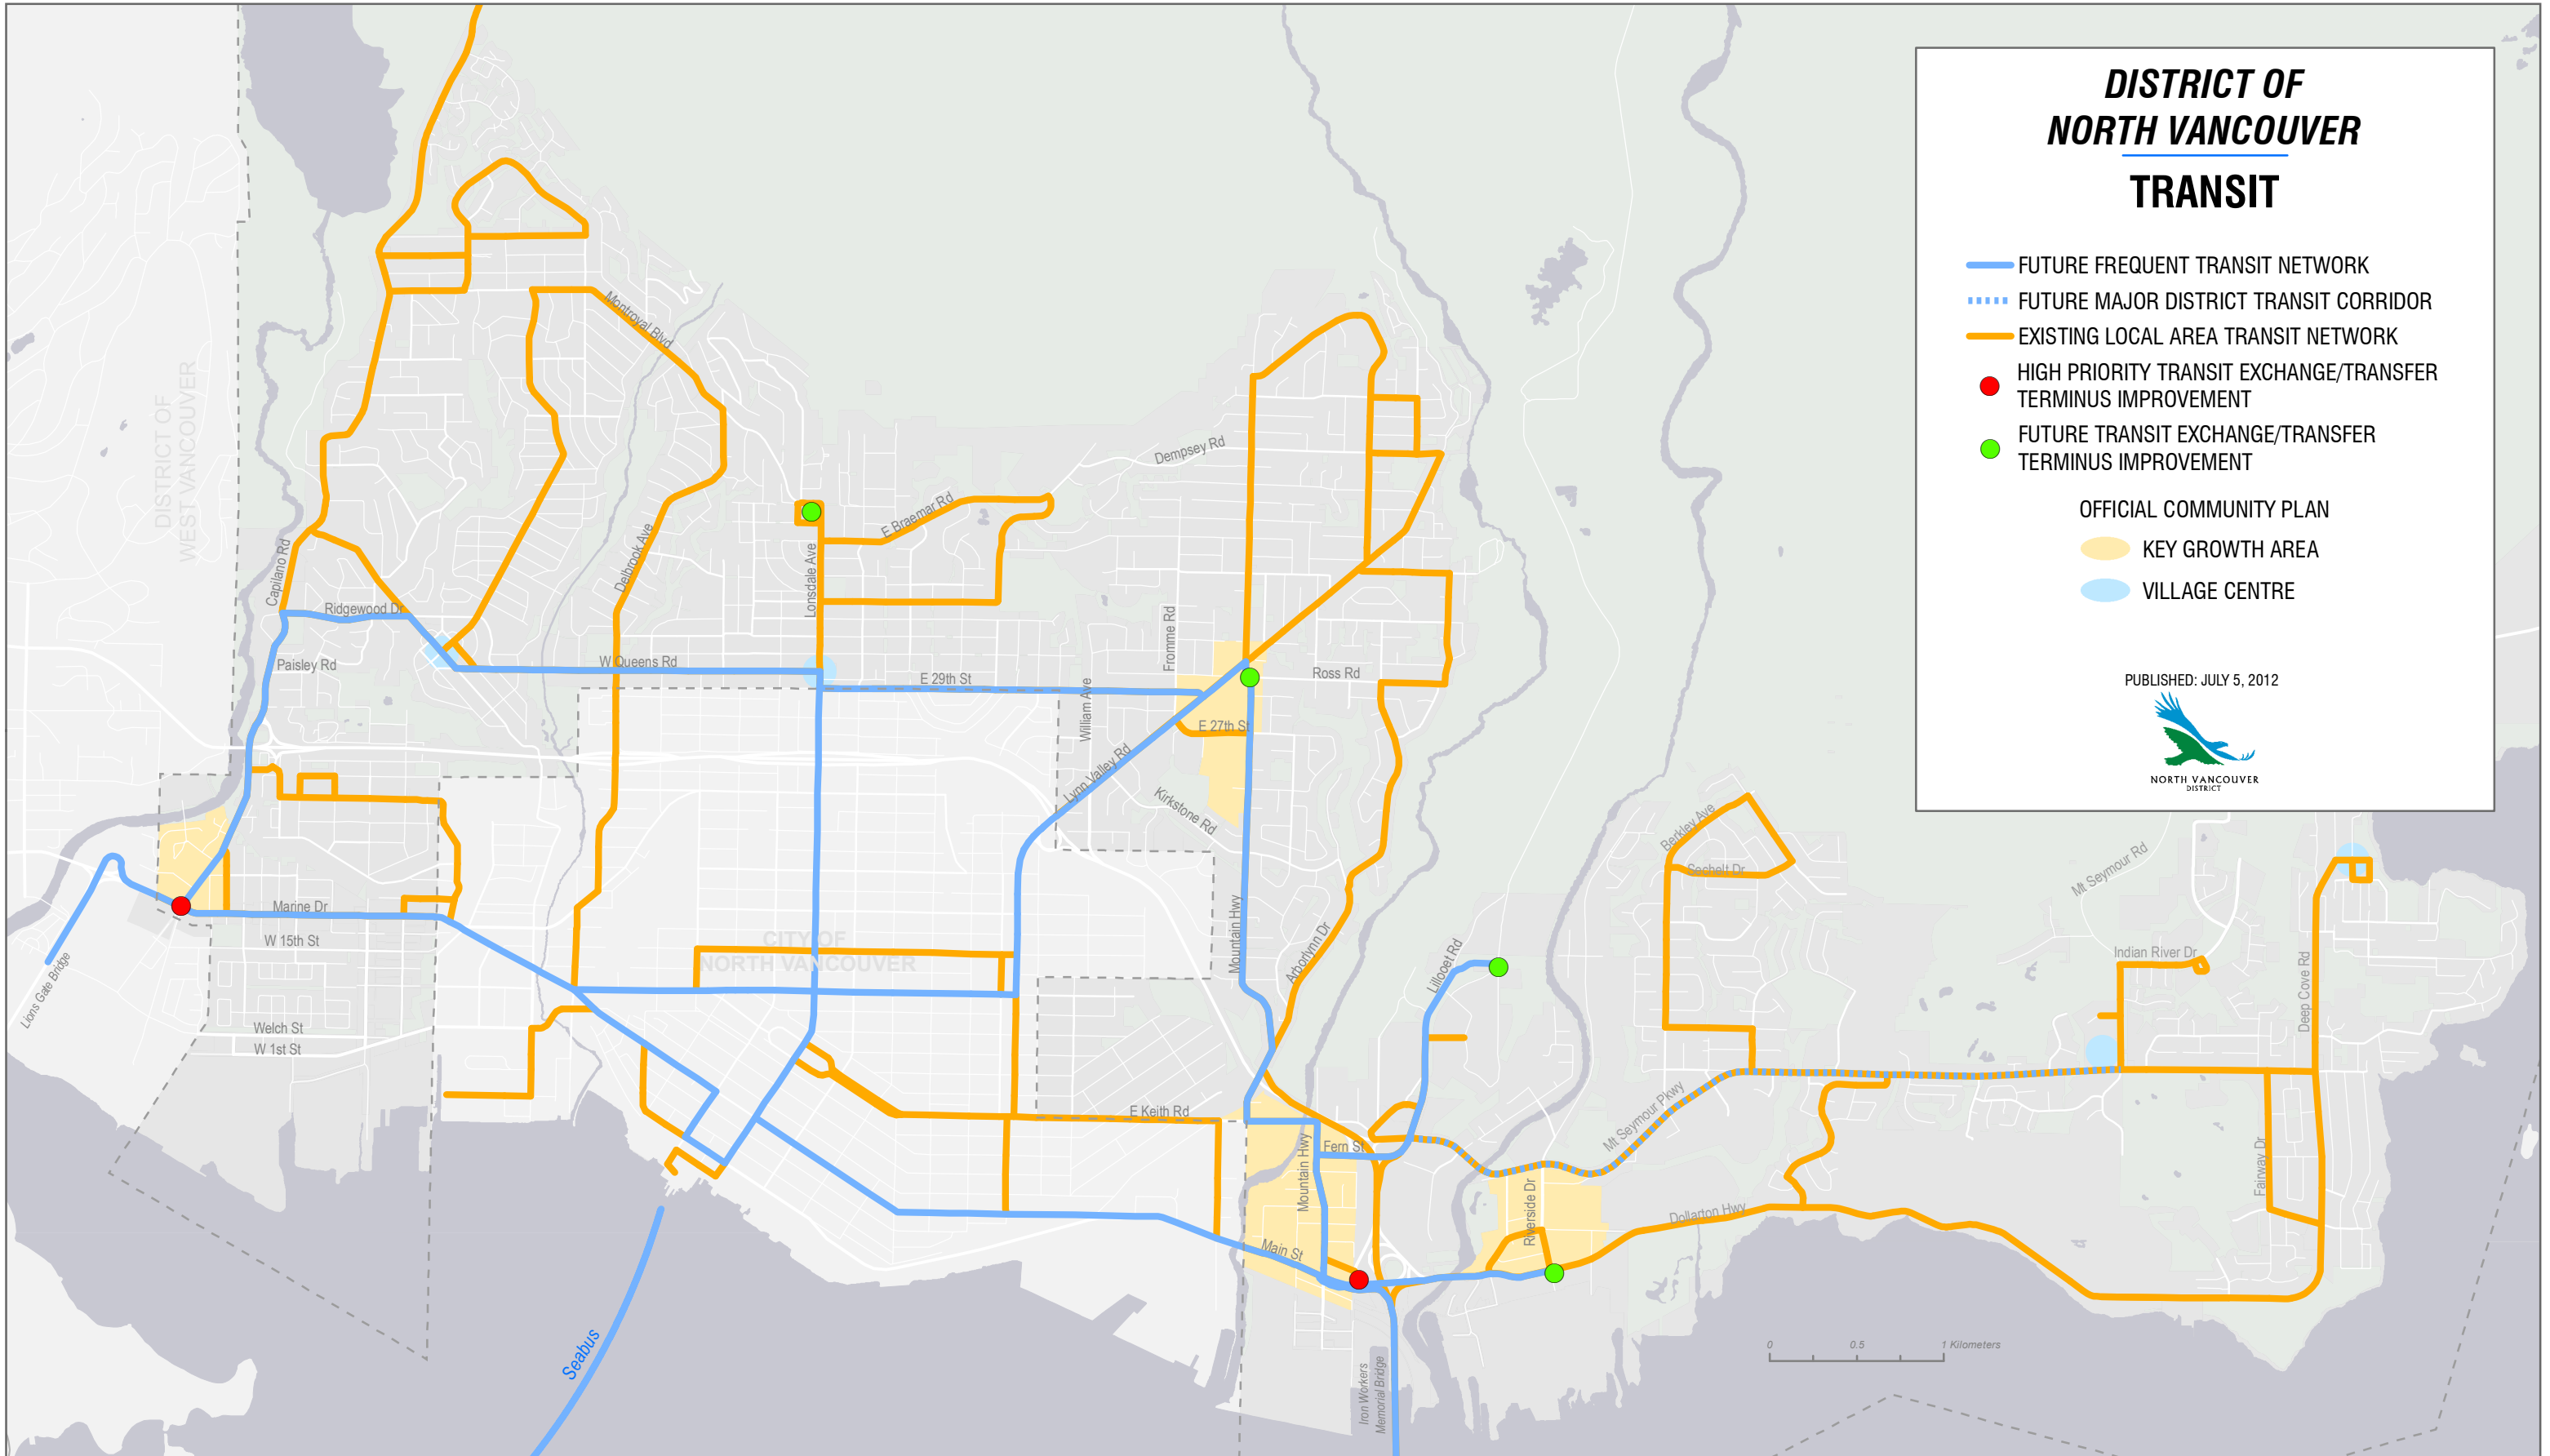 DISTRICT OF
NORTH VANCOUVER
TRANSIT
FUTURE FREQUENT TRANSIT NETWORK
FUTURE MAJOR DISTRICT TRANSIT CORRIDOR
EXISTING LOCAL AREA TRANSIT NETWORK
HIGH PRIORITY TRANSIT EXCHANGE/TRANSFER
TERMINUS IMPROVEMENT
FUTURE TRANSIT EXCHANGE/TRANSFER
TERMINUS IMPROVEMENT
OFFICIAL COMMUNITY PLAN
KEY GROWTH AREA
VILLAGE CENTRE
PUBLISHED: JULY 5, 2012
NORTH VANCOUVER
DISTRICT
DISTRICT OF
WEST VANCOUVER
Montroyal Blvd
Dempsey Rd
E Braemar Rd
Delbrook Ave
Lonsdale Ave
Capilano Rd
Ridgewood Dr
Fromme Rd
Paisley Rd
W Queens Rd
E 29th St
Ross Rd
William Ave
E 27th St
Lynn Valley Rd
Kirkstone Rd
Berkley Ave
Sechelt Dr
Mt Seymour Rd
Marine Dr
W 15th St
CITY OF
NORTH VANCOUVER
Mountain Hwy
Arborlynn Dr
Lillooet Rd
Indian River Dr
Deep Cove Rd
Lions Gate Bridge
Welch St
W 1st St
E Keith Rd
Mountain Hwy
Fern St
Mt Seymour Pkwy
Riverside Dr
Fairway Dr
Dollarton Hwy
Main St
Seabus
Iron Workers
Memorial Bridge
0
0.5
1 Kilometers